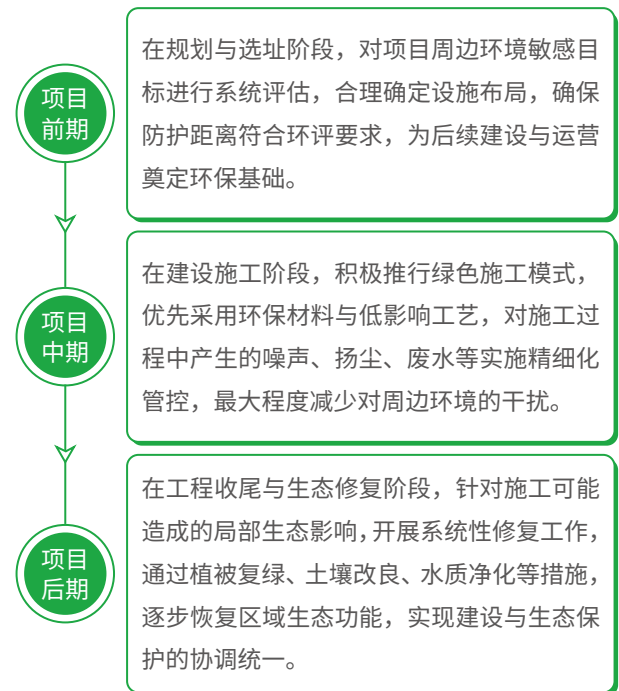 项目
前期
在规划与选址阶段，对项目周边环境敏感目
标进行系统评估，合理确定设施布局，确保
防护距离符合环评要求，为后续建设与运营
奠定环保基础。
项目
中期
在建设施工阶段，积极推行绿色施工模式，
优先采用环保材料与低影响工艺，对施工过
程中产生的噪声、扬尘、废水等实施精细化
管控，最大程度减少对周边环境的干扰。
项目
后期
在工程收尾与生态修复阶段，针对施工可能
造成的局部生态影响，开展系统性修复工作，
通过植被复绿、土壤改良、水质净化等措施，
逐步恢复区域生态功能，实现建设与生态保
护的协调统一。